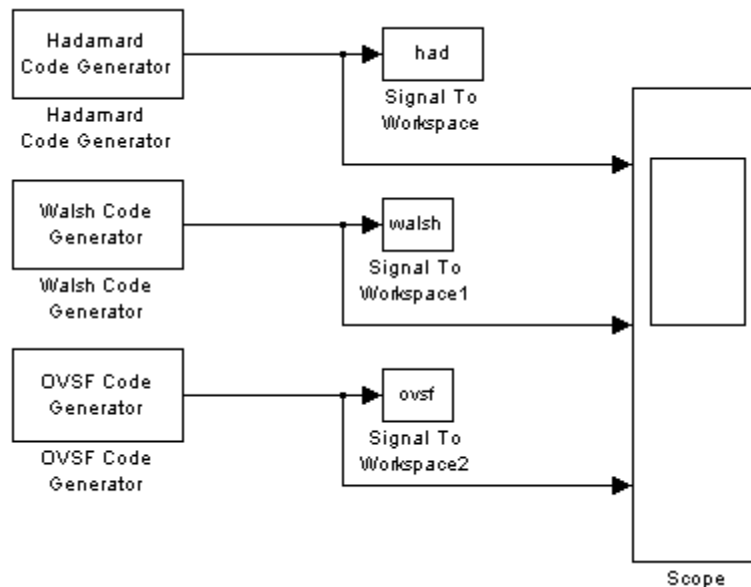 Hadamard
Code Generator
Hadamard
Code Generator
had
Signal To
Workspace
Walsh Code
Generator
Walsh Code
Generator
walsh
Signal To
Workspace1
OVSF Code
Generator
OVSF Code
Generator
ovsf
Signal To
Workspace2
Scope